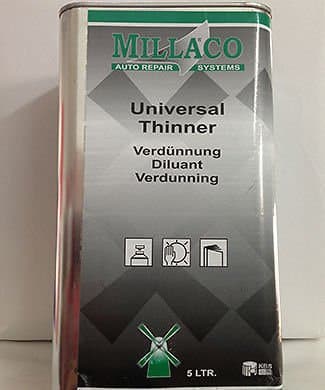 MILLACO
AUTO REPAIR SYSTEMS
Universal
Thinner
Verdünnung
Diluant
Verdunning
5 LTR.